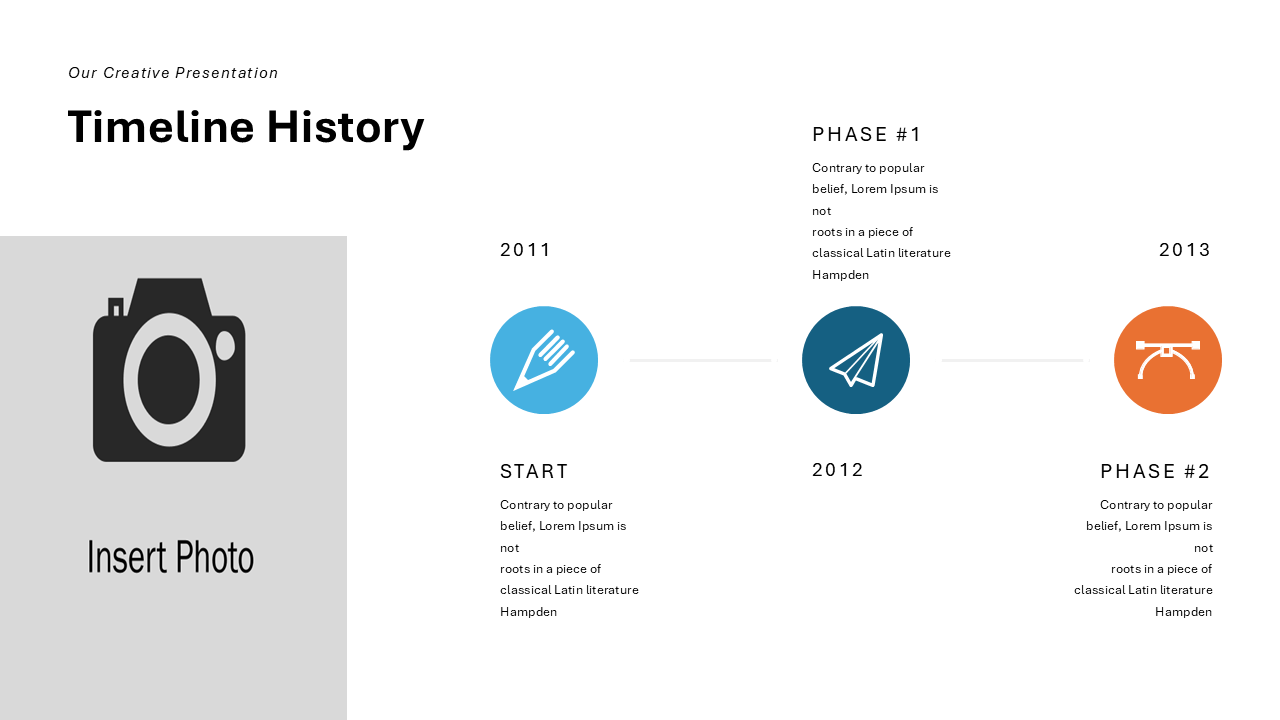 Our Creative Presentation
Timeline History
Insert Photo
2011
START
Contrary to popular
belief, Lorem Ipsum is
not
roots in a piece of
classical Latin literature
Hampden
PHASE #1
Contrary to popular
belief, Lorem Ipsum is
not
roots in a piece of
classical Latin literature
Hampden
2012
2013
PHASE #2
Contrary to popular
belief, Lorem Ipsum is
not
roots in a piece of
classical Latin literature
Hampden